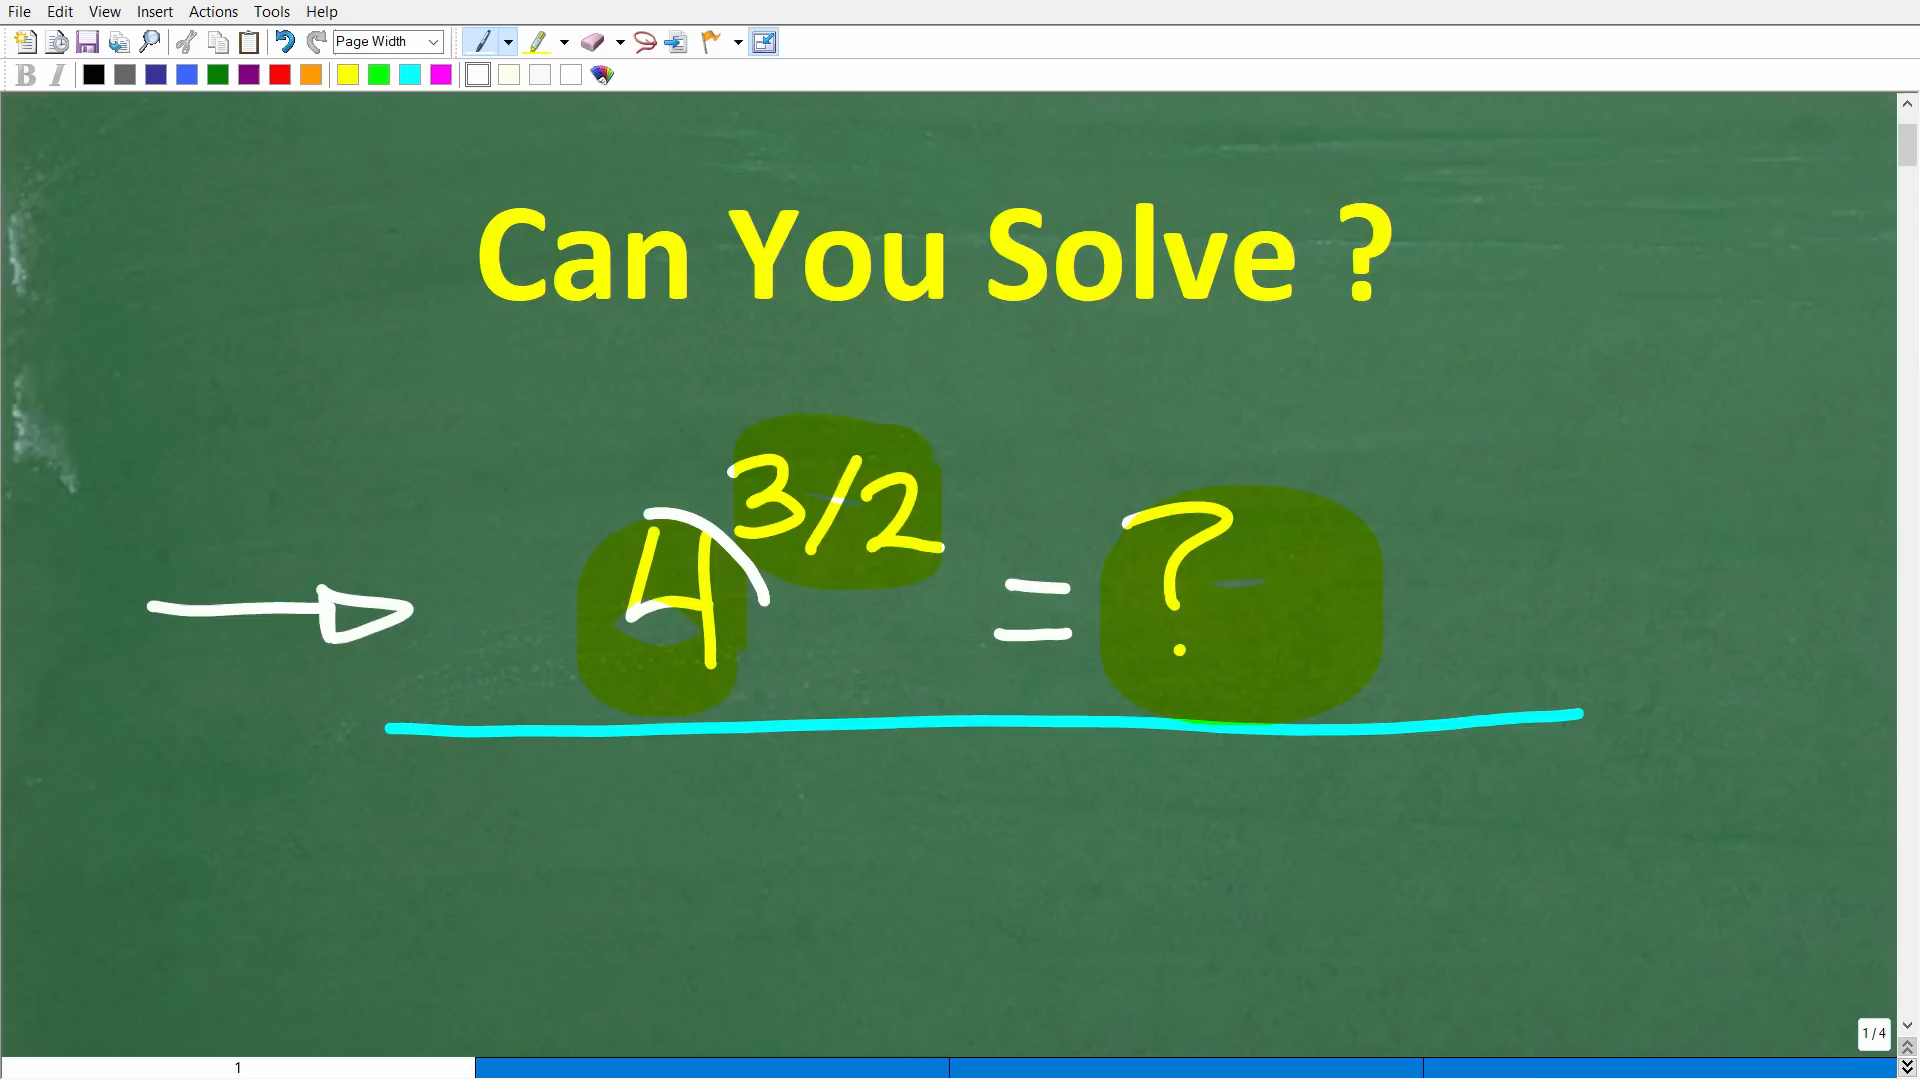 File Edit View Insert Actions Tools Help
Page Width
B I
Can You Solve ?
4^3/2 = ?
1 / 4
1